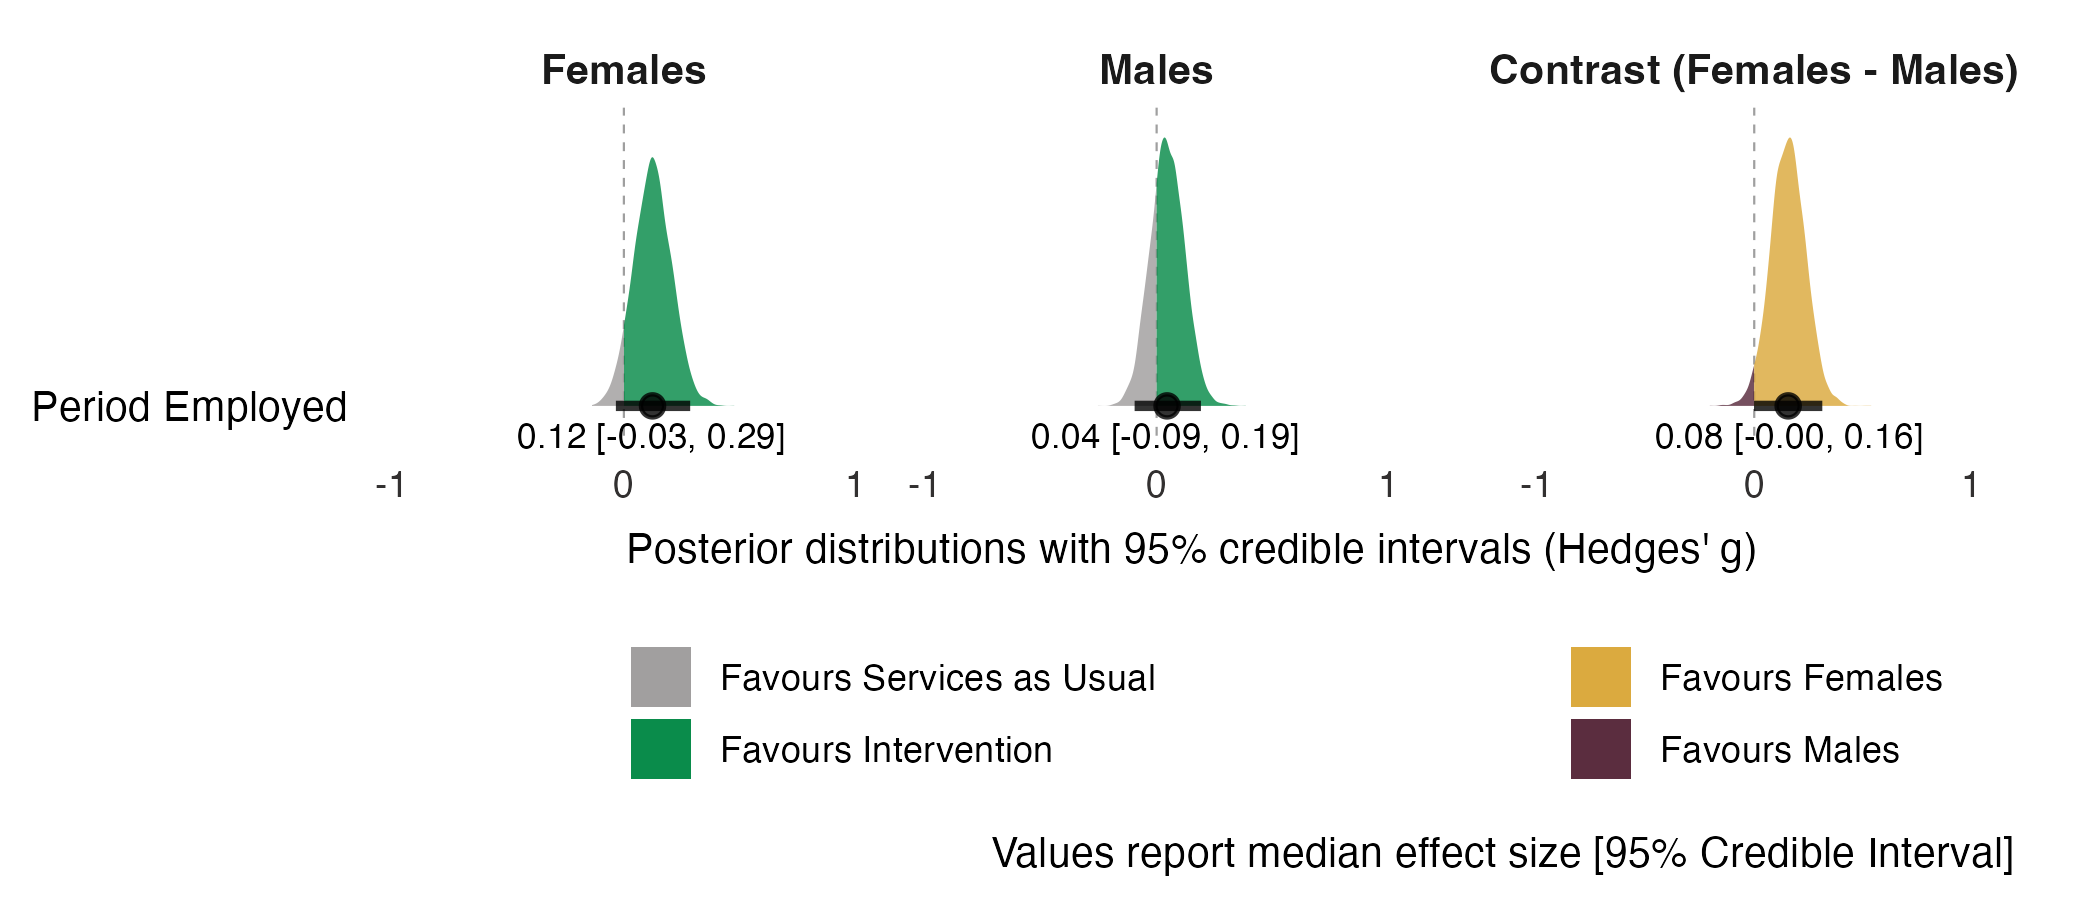 Females Males Contrast (Females - Males)
Period Employed
0.12 [-0.03, 0.29] 0.04 [-0.09, 0.19] 0.08 [-0.00, 0.16]
-1 0 1 -1 0 1 -1 0 1
Posterior distributions with 95% credible intervals (Hedges' g)
Favours Services as Usual Favours Females
Favours Intervention Favours Males
Values report median effect size [95% Credible Interval]